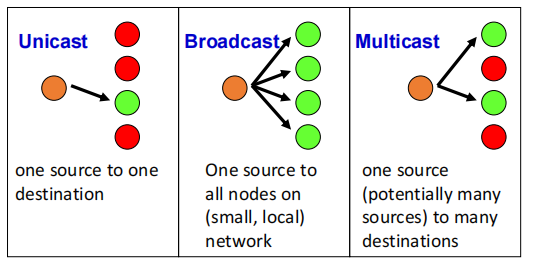 Unicast
one source to one
destination
Broadcast
One source to
all nodes on
(small, local)
network
Multicast
one source
(potentially many
sources) to many
destinations